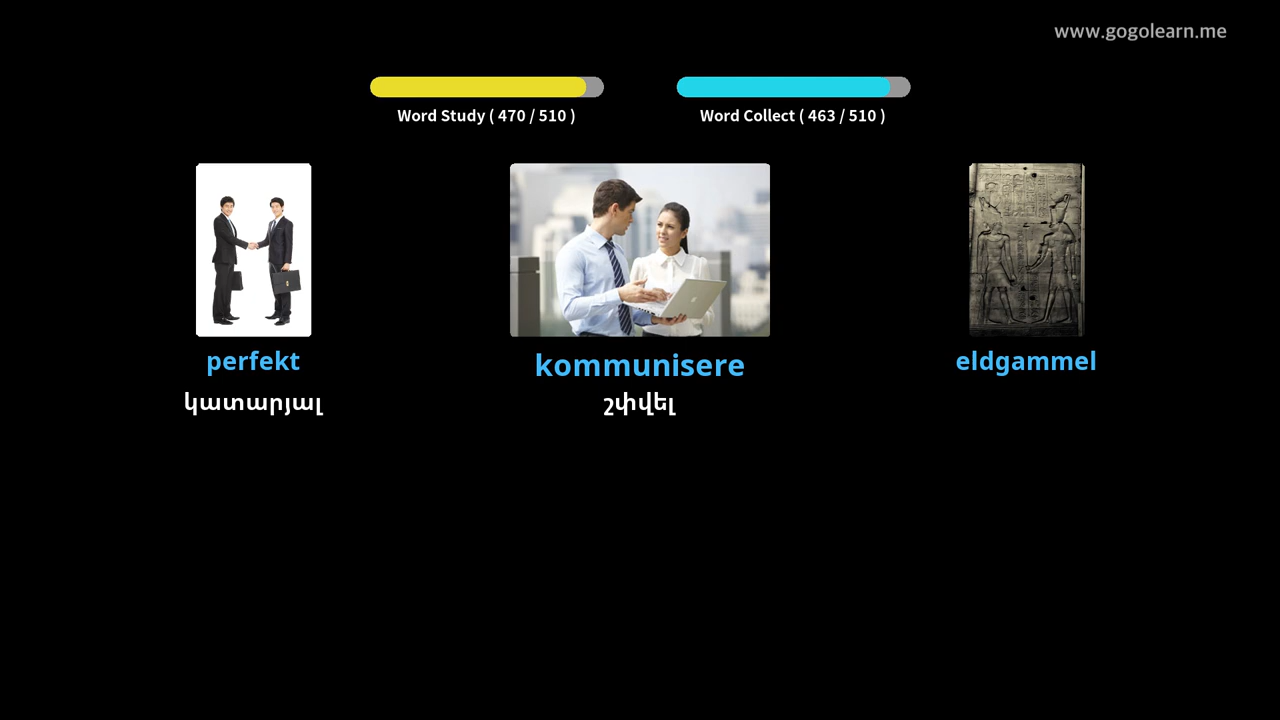 www.gogolearn.me
Word Study ( 470 / 510 )
Word Collect ( 463 / 510 )
perfekt
կատարյալ
kommunisere
շփվել
eldgammel